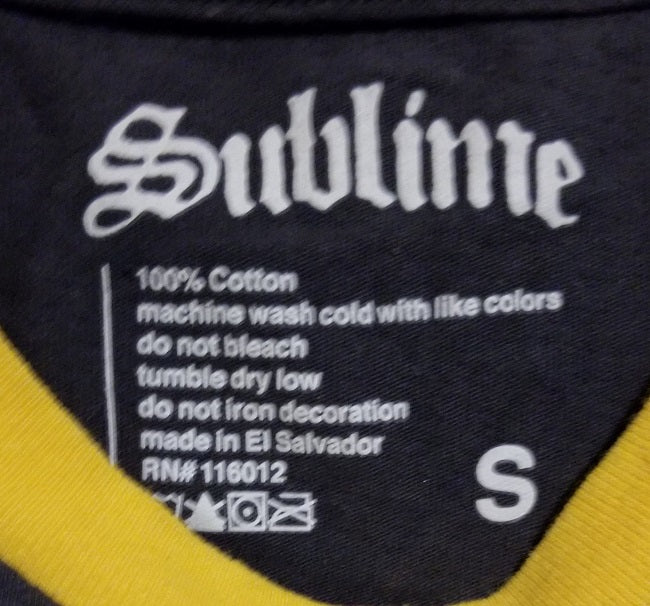 Sublime
100% Cotton
machine wash cold with like colors
do not bleach
tumble dry low
do not iron decoration
made in El Salvador
RN# 116012
S